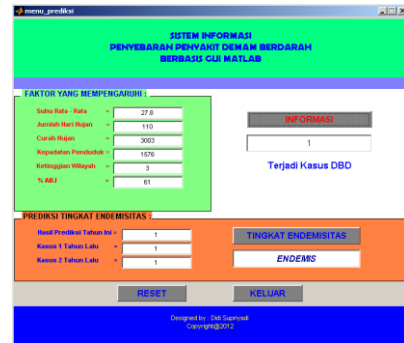 menu_prediksi
SISTEM INFORMASI
PENYEBARAN PENYAKIT DEMAM BERDARAH
BERBASIS GUI MATLAB
FAKTOR YANG MEMPENGARUHI :
Suhu Rata - Rata = 27.8
Jumlah Hari Hujan = 110
Curah Hujan = 3003
Kepadatan Penduduk = 1576
Ketinggian Wilayah = 3
% ABJ = 61
INFORMASI
1
Terjadi Kasus DBD
PREDIKSI TINGKAT ENDEMISITAS :
Hasil Prediksi Tahun Ini = 1
Kasus 1 Tahun Lalu = 1
Kasus 2 Tahun Lalu = 1
TINGKAT ENDEMISITAS
ENDEMIS
RESET
KELUAR
Designed by : Didi Supriyadi
Copyright@2012